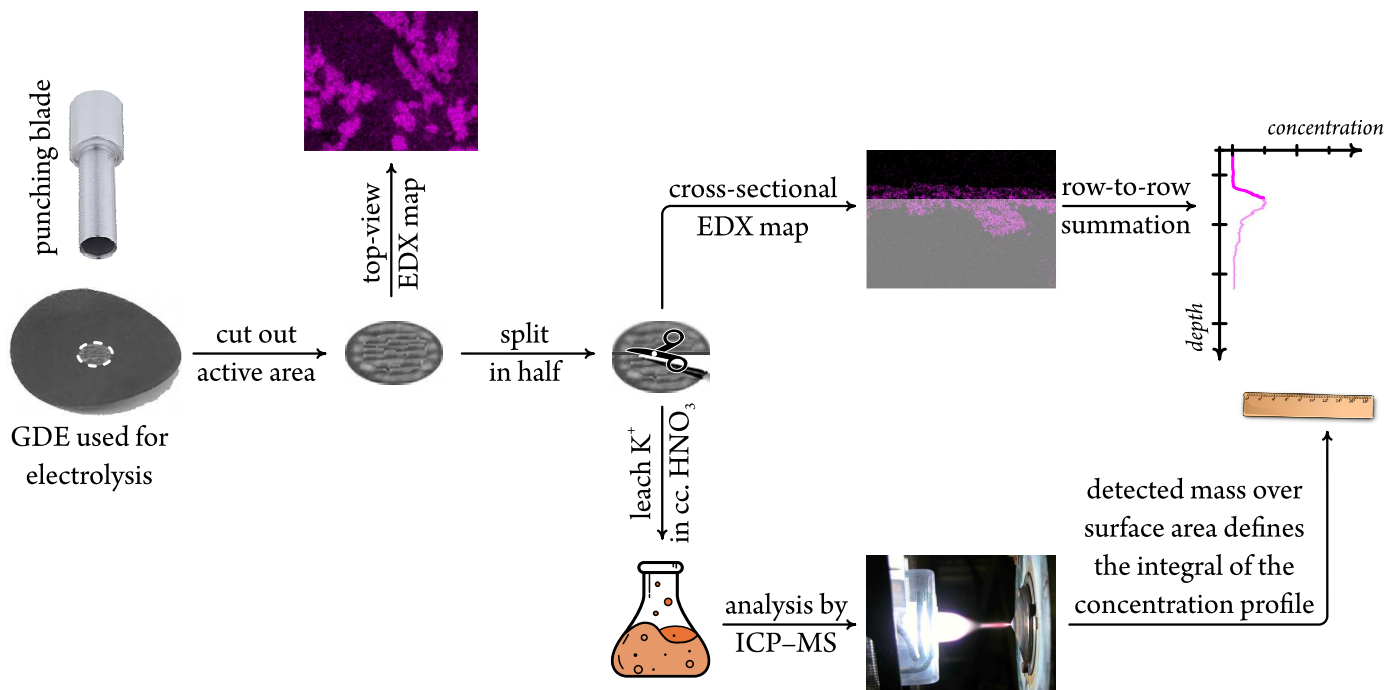 punching blade
GDE used for
electrolysis
cut out
active area
top-view
EDX map
split
in half
cross-sectional
EDX map
row-to-row
summation
concentration
depth
leach K⁺
in cc. HNO₃
analysis by
ICP–MS
detected mass over
surface area defines
the integral of the
concentration profile